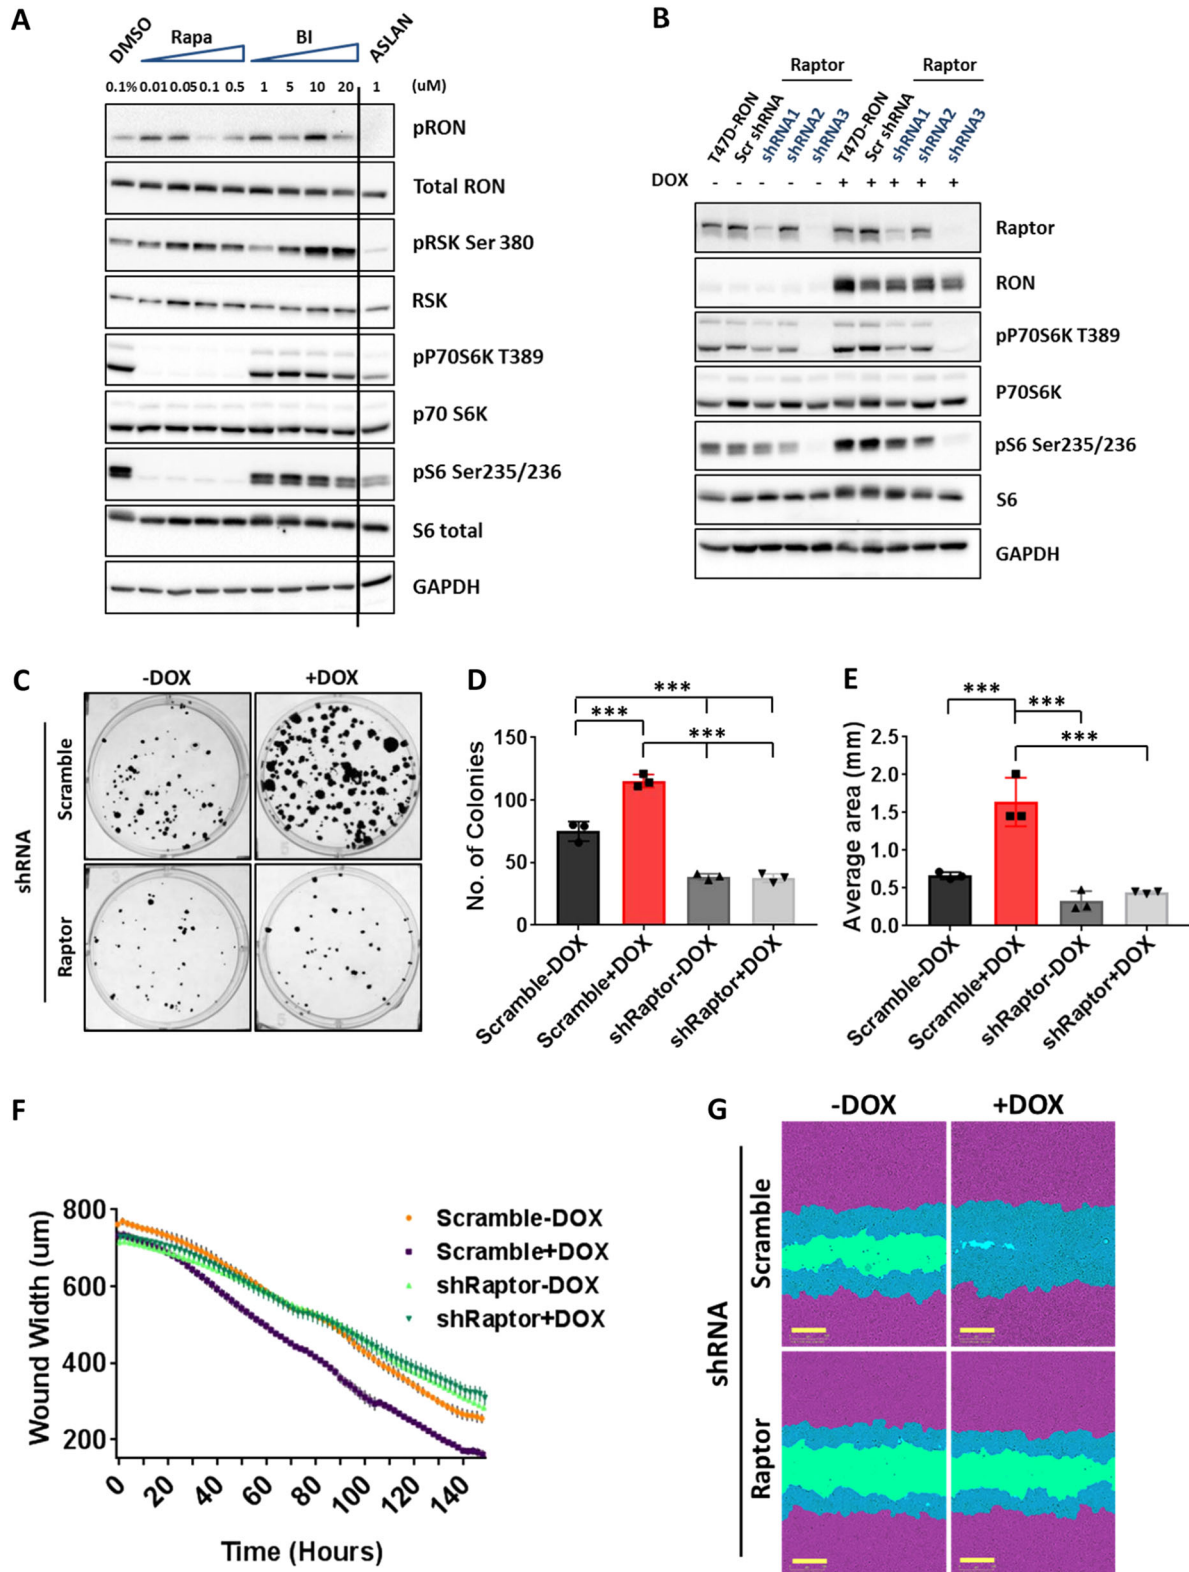 A
DMSO
Rapa
BI
ASLAN
0.1% 0.01 0.05 0.1 0.5 1 5 10 20 1 (uM)
pRON
Total RON
pRSK Ser 380
RSK
pP70S6K T389
p70 S6K
pS6 Ser235/236
S6 total
GAPDH
B
Raptor
Raptor
T47D-RON
Scr shRNA
shRNA1
shRNA2
shRNA3
T47D-RON
Scr shRNA
shRNA1
shRNA2
shRNA3
DOX - - - - - + + + + +
Raptor
RON
pP70S6K T389
P70S6K
pS6 Ser235/236
S6
GAPDH
C
-DOX
+DOX
shRNA
Scramble
Raptor
D
***
***
***
No. of Colonies
150
100
50
0
Scramble-DOX
Scramble+DOX
shRaptor-DOX
shRaptor+DOX
E
***
***
***
Average area (mm)
2.5
2.0
1.5
1.0
0.5
0.0
Scramble-DOX
Scramble+DOX
shRaptor-DOX
shRaptor+DOX
F
Wound Width (um)
800
600
400
200
0 20 40 60 80 100 120 140
Time (Hours)
Scramble-DOX
Scramble+DOX
shRaptor-DOX
shRaptor+DOX
G
-DOX
+DOX
shRNA
Scramble
Raptor